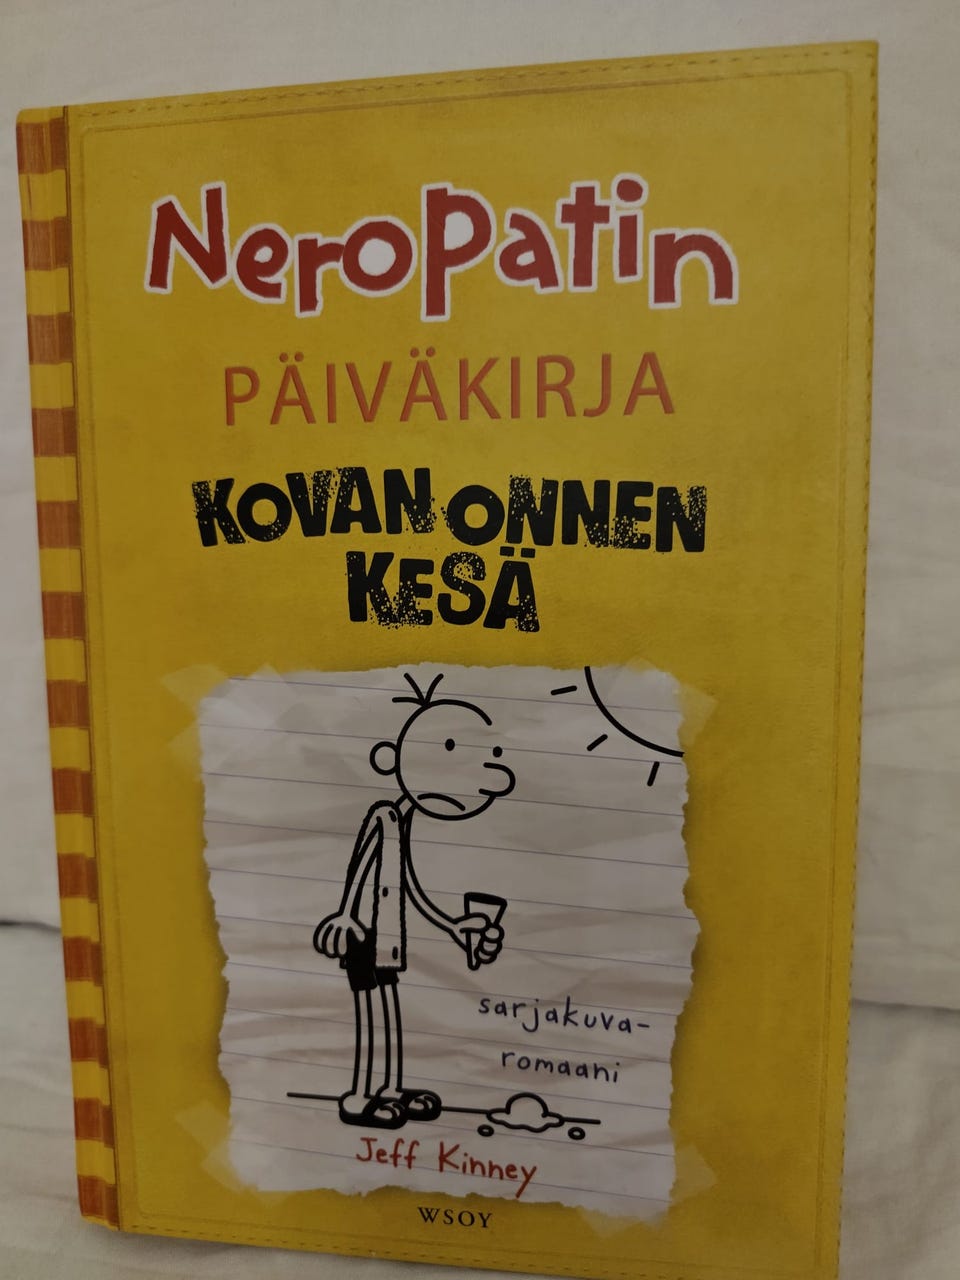 Neropatin
PÄIVÄKIRJA
KOVAN ONNEN
KESÄ
sarjakuva-
romaani
Jeff Kinney
WSOY